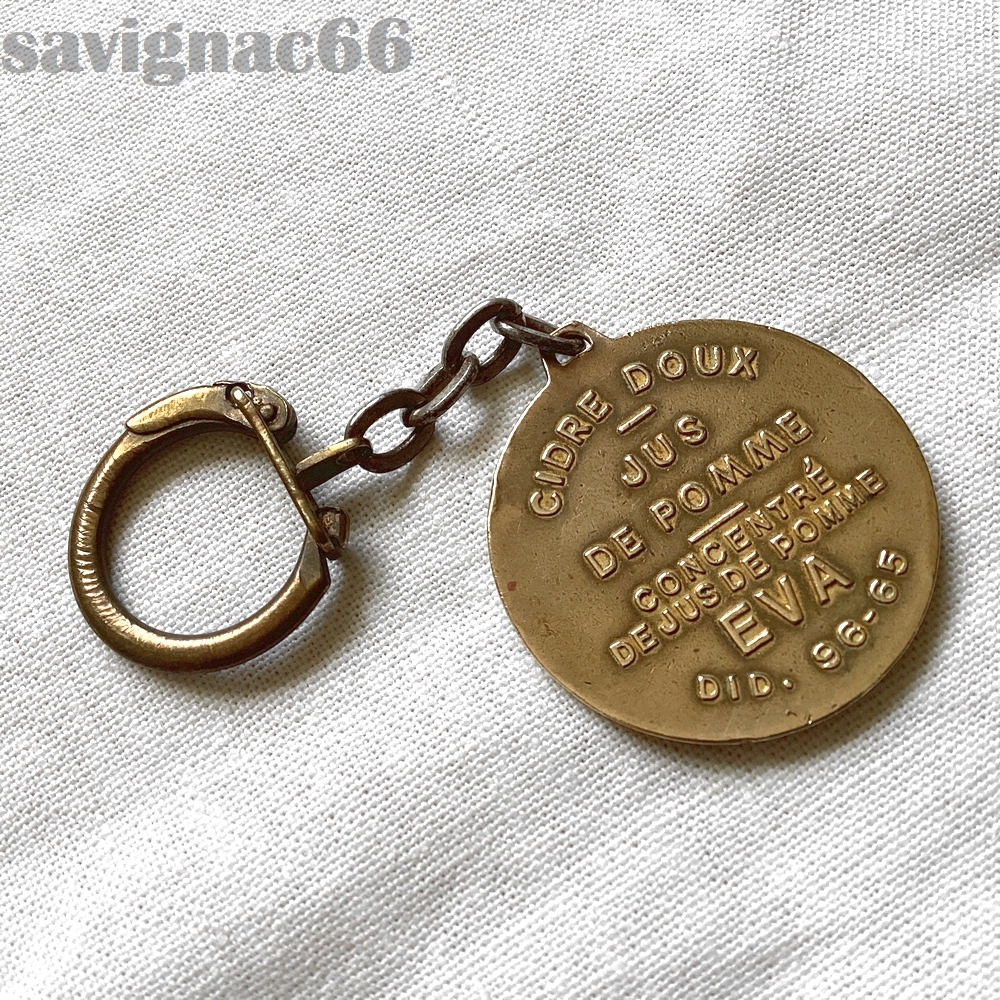 savignac66
CIDRE DOUX
—
JUS
DE POMME
—
CONCENTRÉ
DE JUS DE POMME
EVA
DID. 96-65